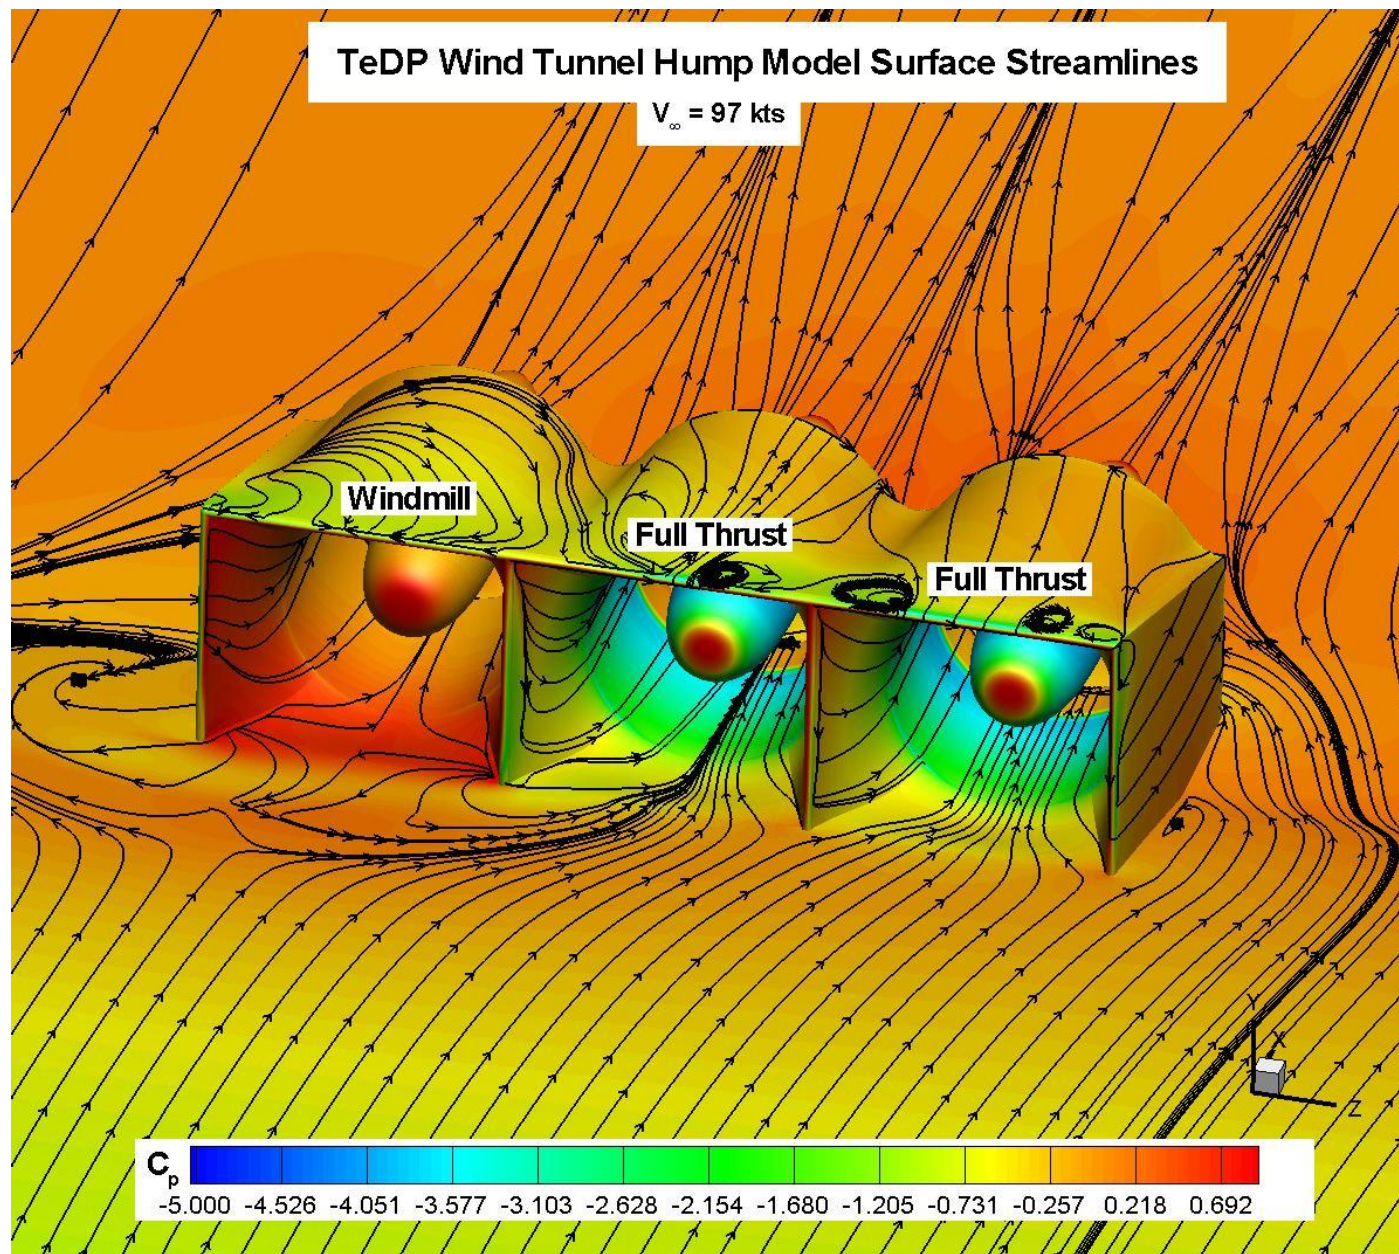 TeDP Wind Tunnel Hump Model Surface Streamlines
V∞ = 97 kts
Windmill
Full Thrust
Full Thrust
Y
X
Z
Cp
-5.000 -4.526 -4.051 -3.577 -3.103 -2.628 -2.154 -1.680 -1.205 -0.731 -0.257 0.218 0.692